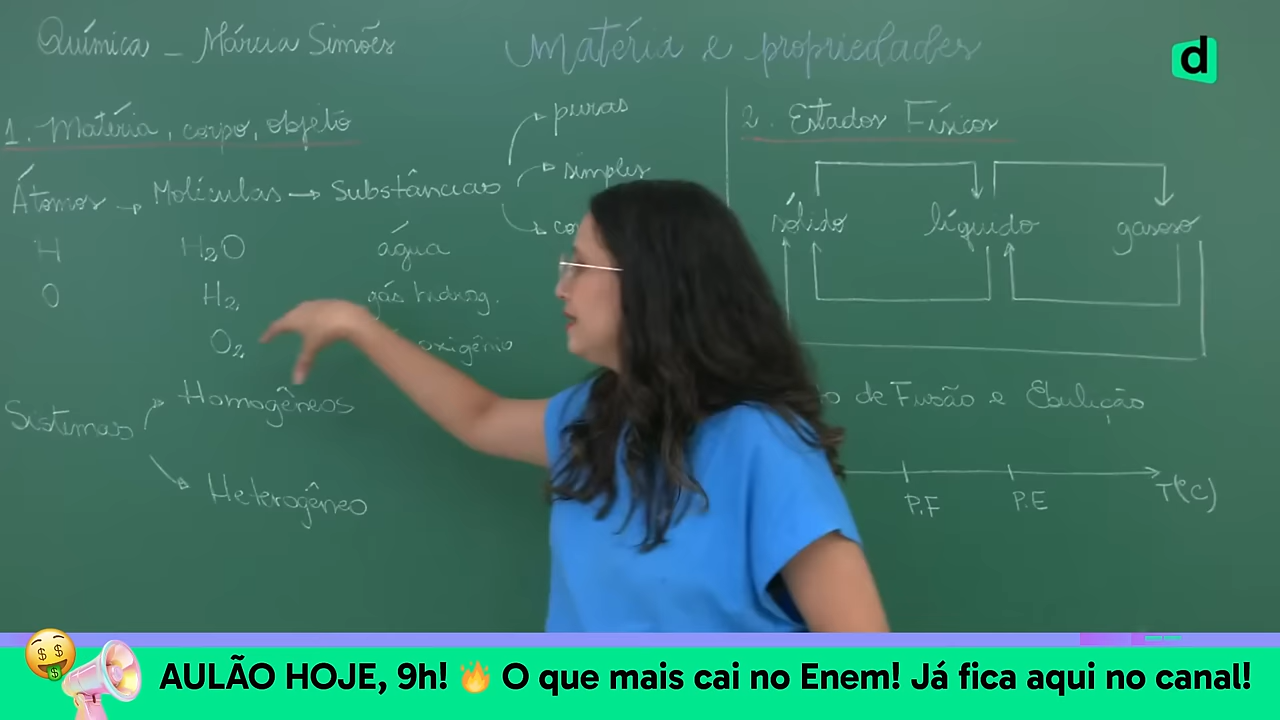 Química - Márcia Simões
Matéria e propriedades
d
1. Matéria, corpo, objeto
Átomos → Moléculas → Substâncias
puras
simples
H
H₂O
água
O
H₂
gás hidrog.
O₂
oxigênio
Sistemas
Homogêneos
Heterogêneo
2. Estados Físicos
sólido
líquido
gasoso
de Fusão e Ebulição
P.F
P.E
T(°C)
AULÃO HOJE, 9h! 🔥 O que mais cai no Enem! Já fica aqui no canal!